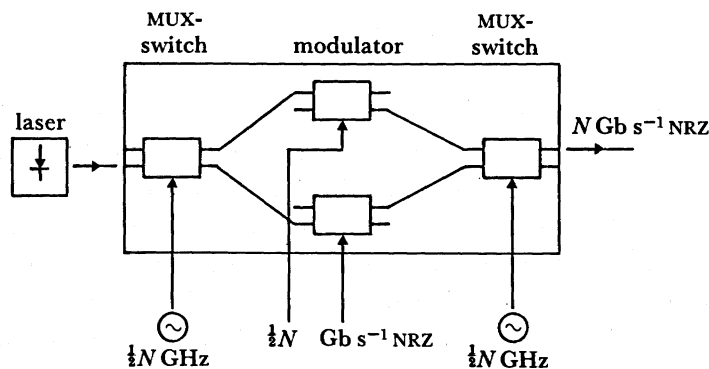 MUX-
switch
modulator
MUX-
switch
laser
N Gb s⁻¹ NRZ
½N GHz
½N Gb s⁻¹ NRZ
½N GHz